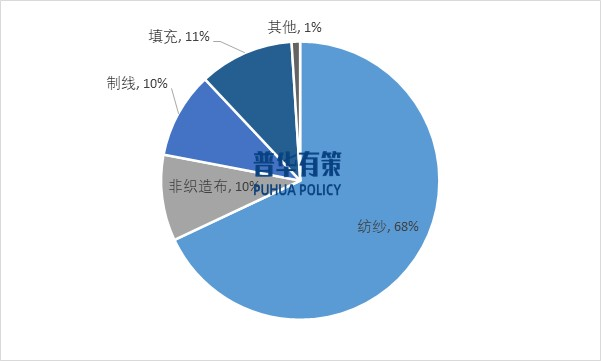 其他, 1%
填充, 11%
制线, 10%
普华有策
非织造布, 10%
PUHUA POLICY
纺纱, 68%